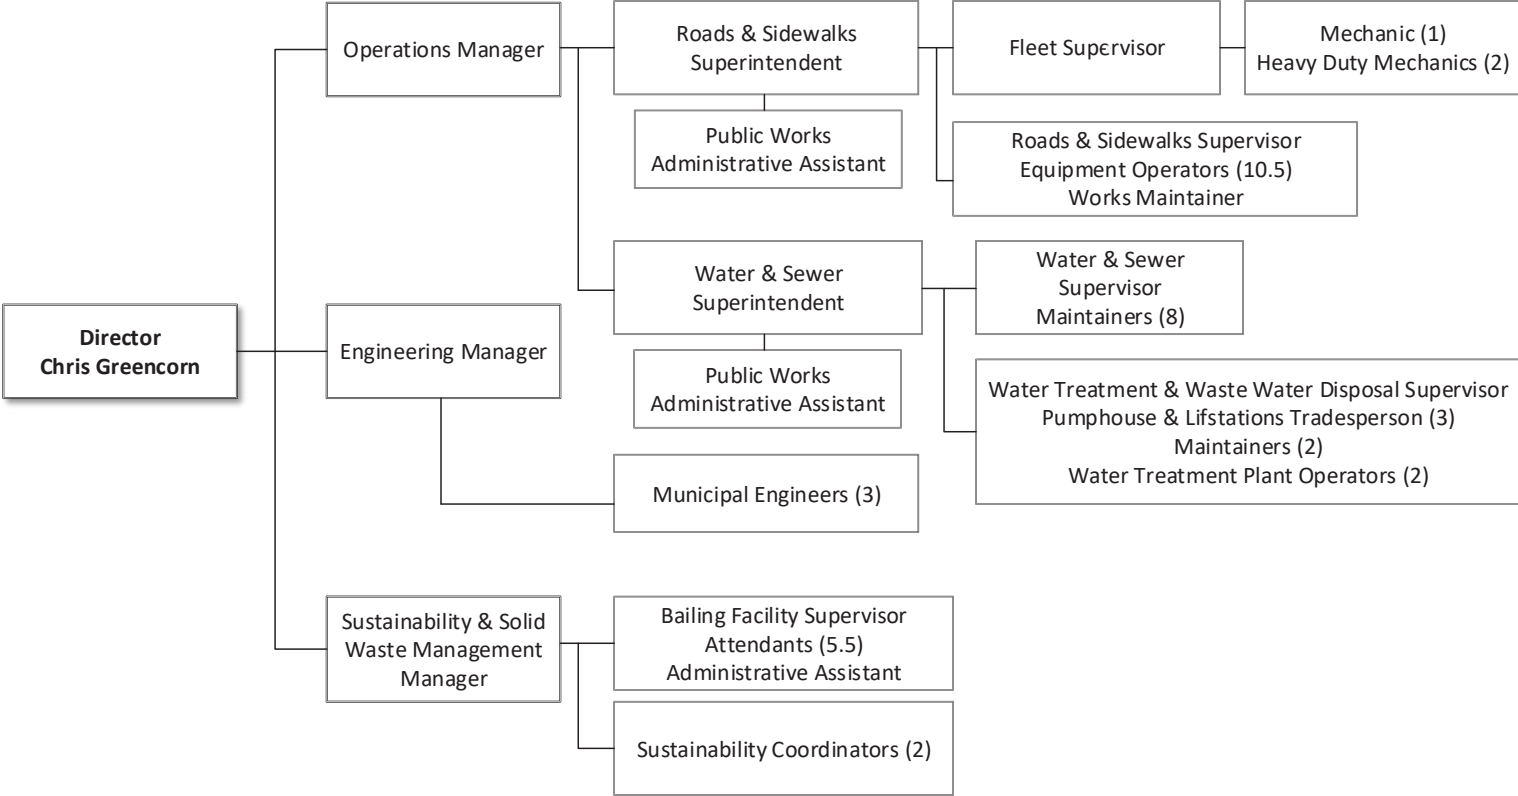 Director
Chris Greencorn
Operations Manager
Roads & Sidewalks
Superintendent
Public Works
Administrative Assistant
Fleet Supervisor
Mechanic (1)
Heavy Duty Mechanics (2)
Roads & Sidewalks Supervisor
Equipment Operators (10.5)
Works Maintainer
Water & Sewer
Superintendent
Public Works
Administrative Assistant
Water & Sewer
Supervisor
Maintainers (8)
Water Treatment & Waste Water Disposal Supervisor
Pumphouse & Lifstations Tradesperson (3)
Maintainers (2)
Water Treatment Plant Operators (2)
Engineering Manager
Municipal Engineers (3)
Sustainability & Solid
Waste Management
Manager
Bailing Facility Supervisor
Attendants (5.5)
Administrative Assistant
Sustainability Coordinators (2)